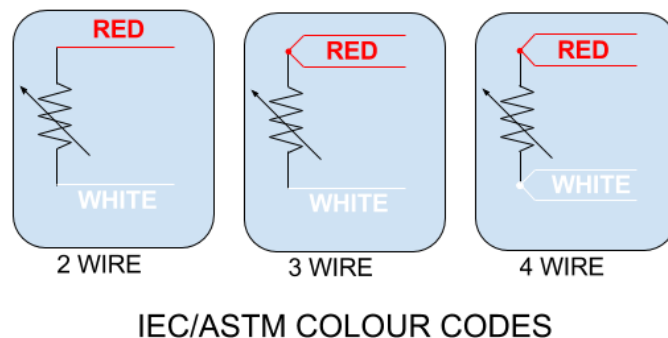 RED
WHITE
2 WIRE
RED
WHITE
3 WIRE
RED
WHITE
4 WIRE
IEC/ASTM COLOUR CODES